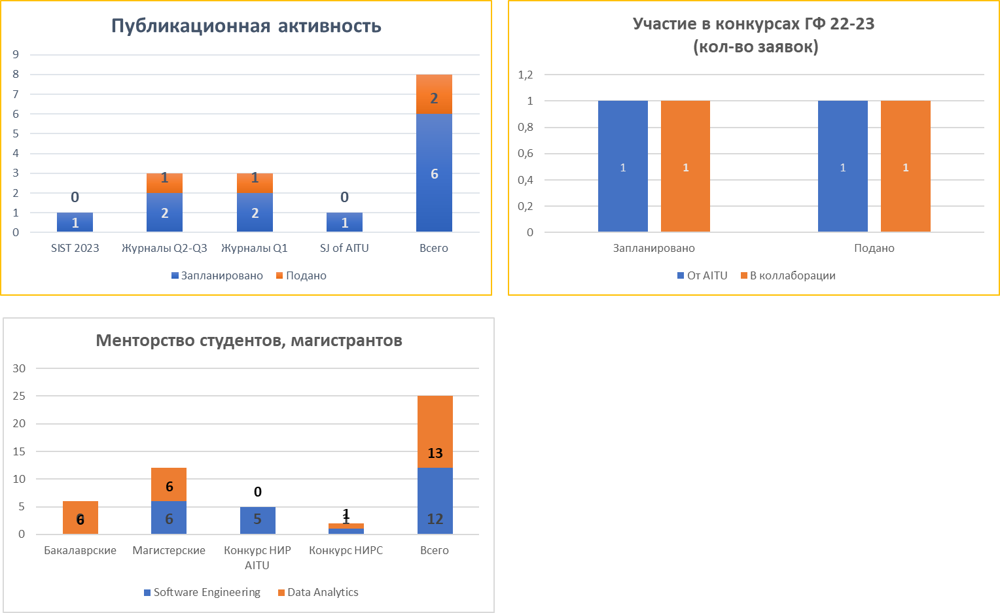 Публикационная активность
9
8
7
6
5
4
3
2
1
0
0
1
1
2
1
2
0
1
2
6
SIST 2023
Журналы Q2-Q3
Журналы Q1
SJ of AITU
Всего
Запланировано
Подано
Участие в конкурсах ГФ 22-23
(кол-во заявок)
1,2
1
0,8
0,6
0,4
0,2
0
1
1
1
1
Запланировано
Подано
От AITU
В коллаборации
Менторство студентов, магистрантов
30
25
20
15
10
5
0
0
6
6
6
0
5
1
1
13
12
Бакалаврские
Магистерские
Конкурс НИР
AITU
Конкурс НИРС
Всего
Software Engineering
Data Analytics